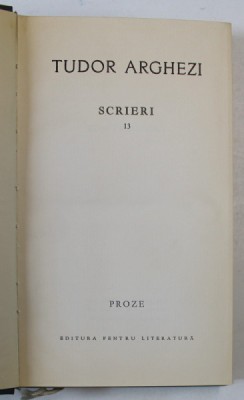 TUDOR ARGHEZI
SCRIERI
13
PROZE
EDITURA PENTRU LITERATURĂ